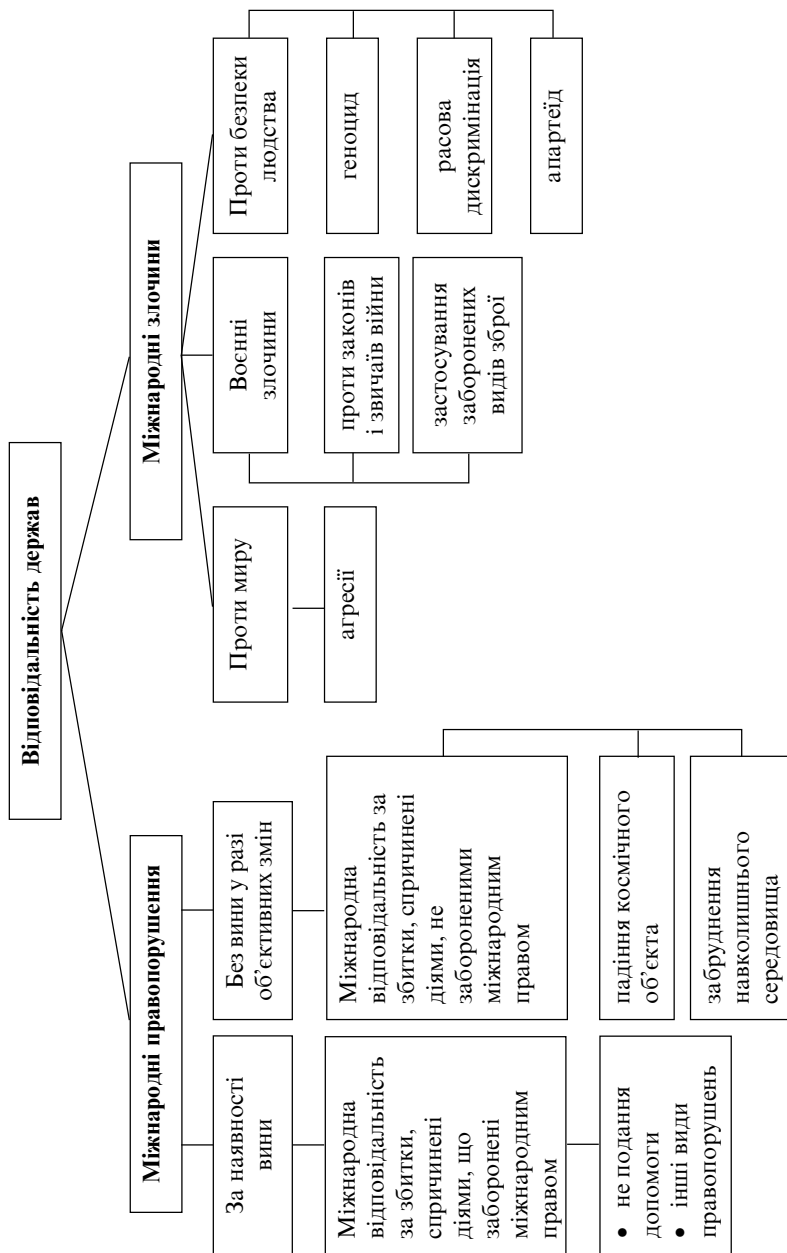 Відповідальність держав
Міжнародні правопорушення
За наявності
вини
Міжнародна
відповідальність
за збитки,
спричинені
діями, що
заборонені
міжнародним
правом
● не подання
допомоги
● інші види
правопорушень
Без вини у разі
об’єктивних змін
Міжнародна
відповідальність за
збитки, спричинені
діями, не
забороненими
міжнародним
правом
падіння космічного
об’єкта
забруднення
навколишнього
середовища
Міжнародні злочини
Проти миру
агресії
Воєнні
злочини
проти законів
і звичаїв війни
застосування
заборонених
видів зброї
Проти безпеки
людства
геноцид
расова
дискримінація
апартеїд